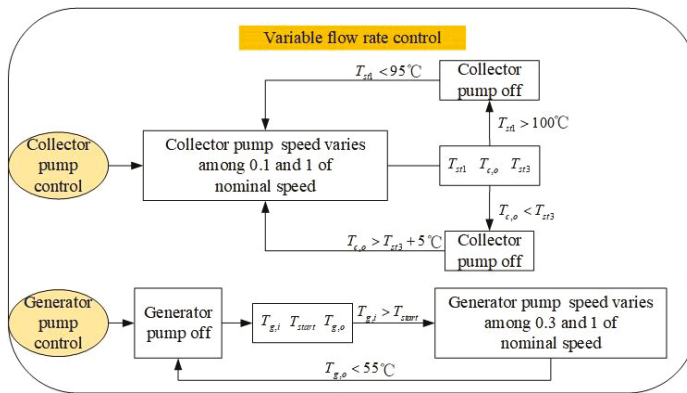 Variable flow rate control
T_st1 < 95℃
Collector
pump off
T_st1 > 100℃
Collector
pump
control
Collector pump speed varies
among 0.1 and 1 of
nominal speed
T_st1 T_c,o T_st3
T_c,o < T_st3
T_c,o > T_st3 + 5℃
Collector
pump off
Generator
pump
control
Generator
pump off
T_g,i T_start T_g,o
T_g,i > T_start
Generator pump speed varies
among 0.3 and 1 of
nominal speed
T_g,o < 55℃